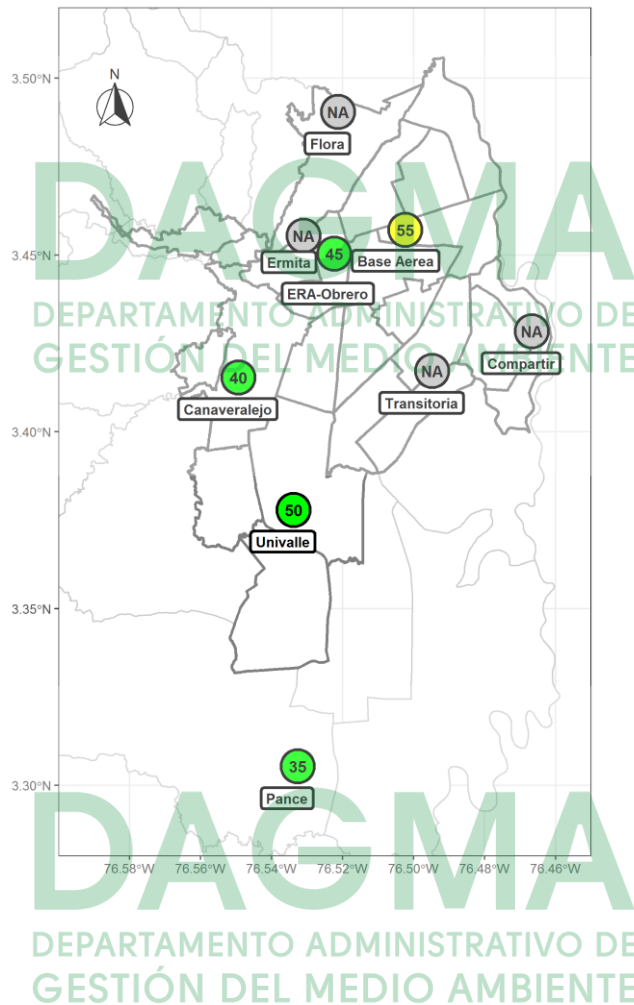 3.50°N
N
NA
Flora
DAGMA
55
NA
45
3.45°N
Ermita
Base Aerea
ERA-Obrero
DEPARTAMENTO ADMINISTRATIVO DE
NA
GESTIÓN DEL MEDIO AMBIENTE
Compartir
40
NA
Canaveralejo
Transitoria
3.40°N
50
Univalle
3.35°N
35
3.30°N
Pance
DAGMA
76.58°W 76.56°W 76.54°W 76.52°W 76.50°W 76.48°W 76.46°W
DEPARTAMENTO ADMINISTRATIVO DE
GESTIÓN DEL MEDIO AMBIENTE